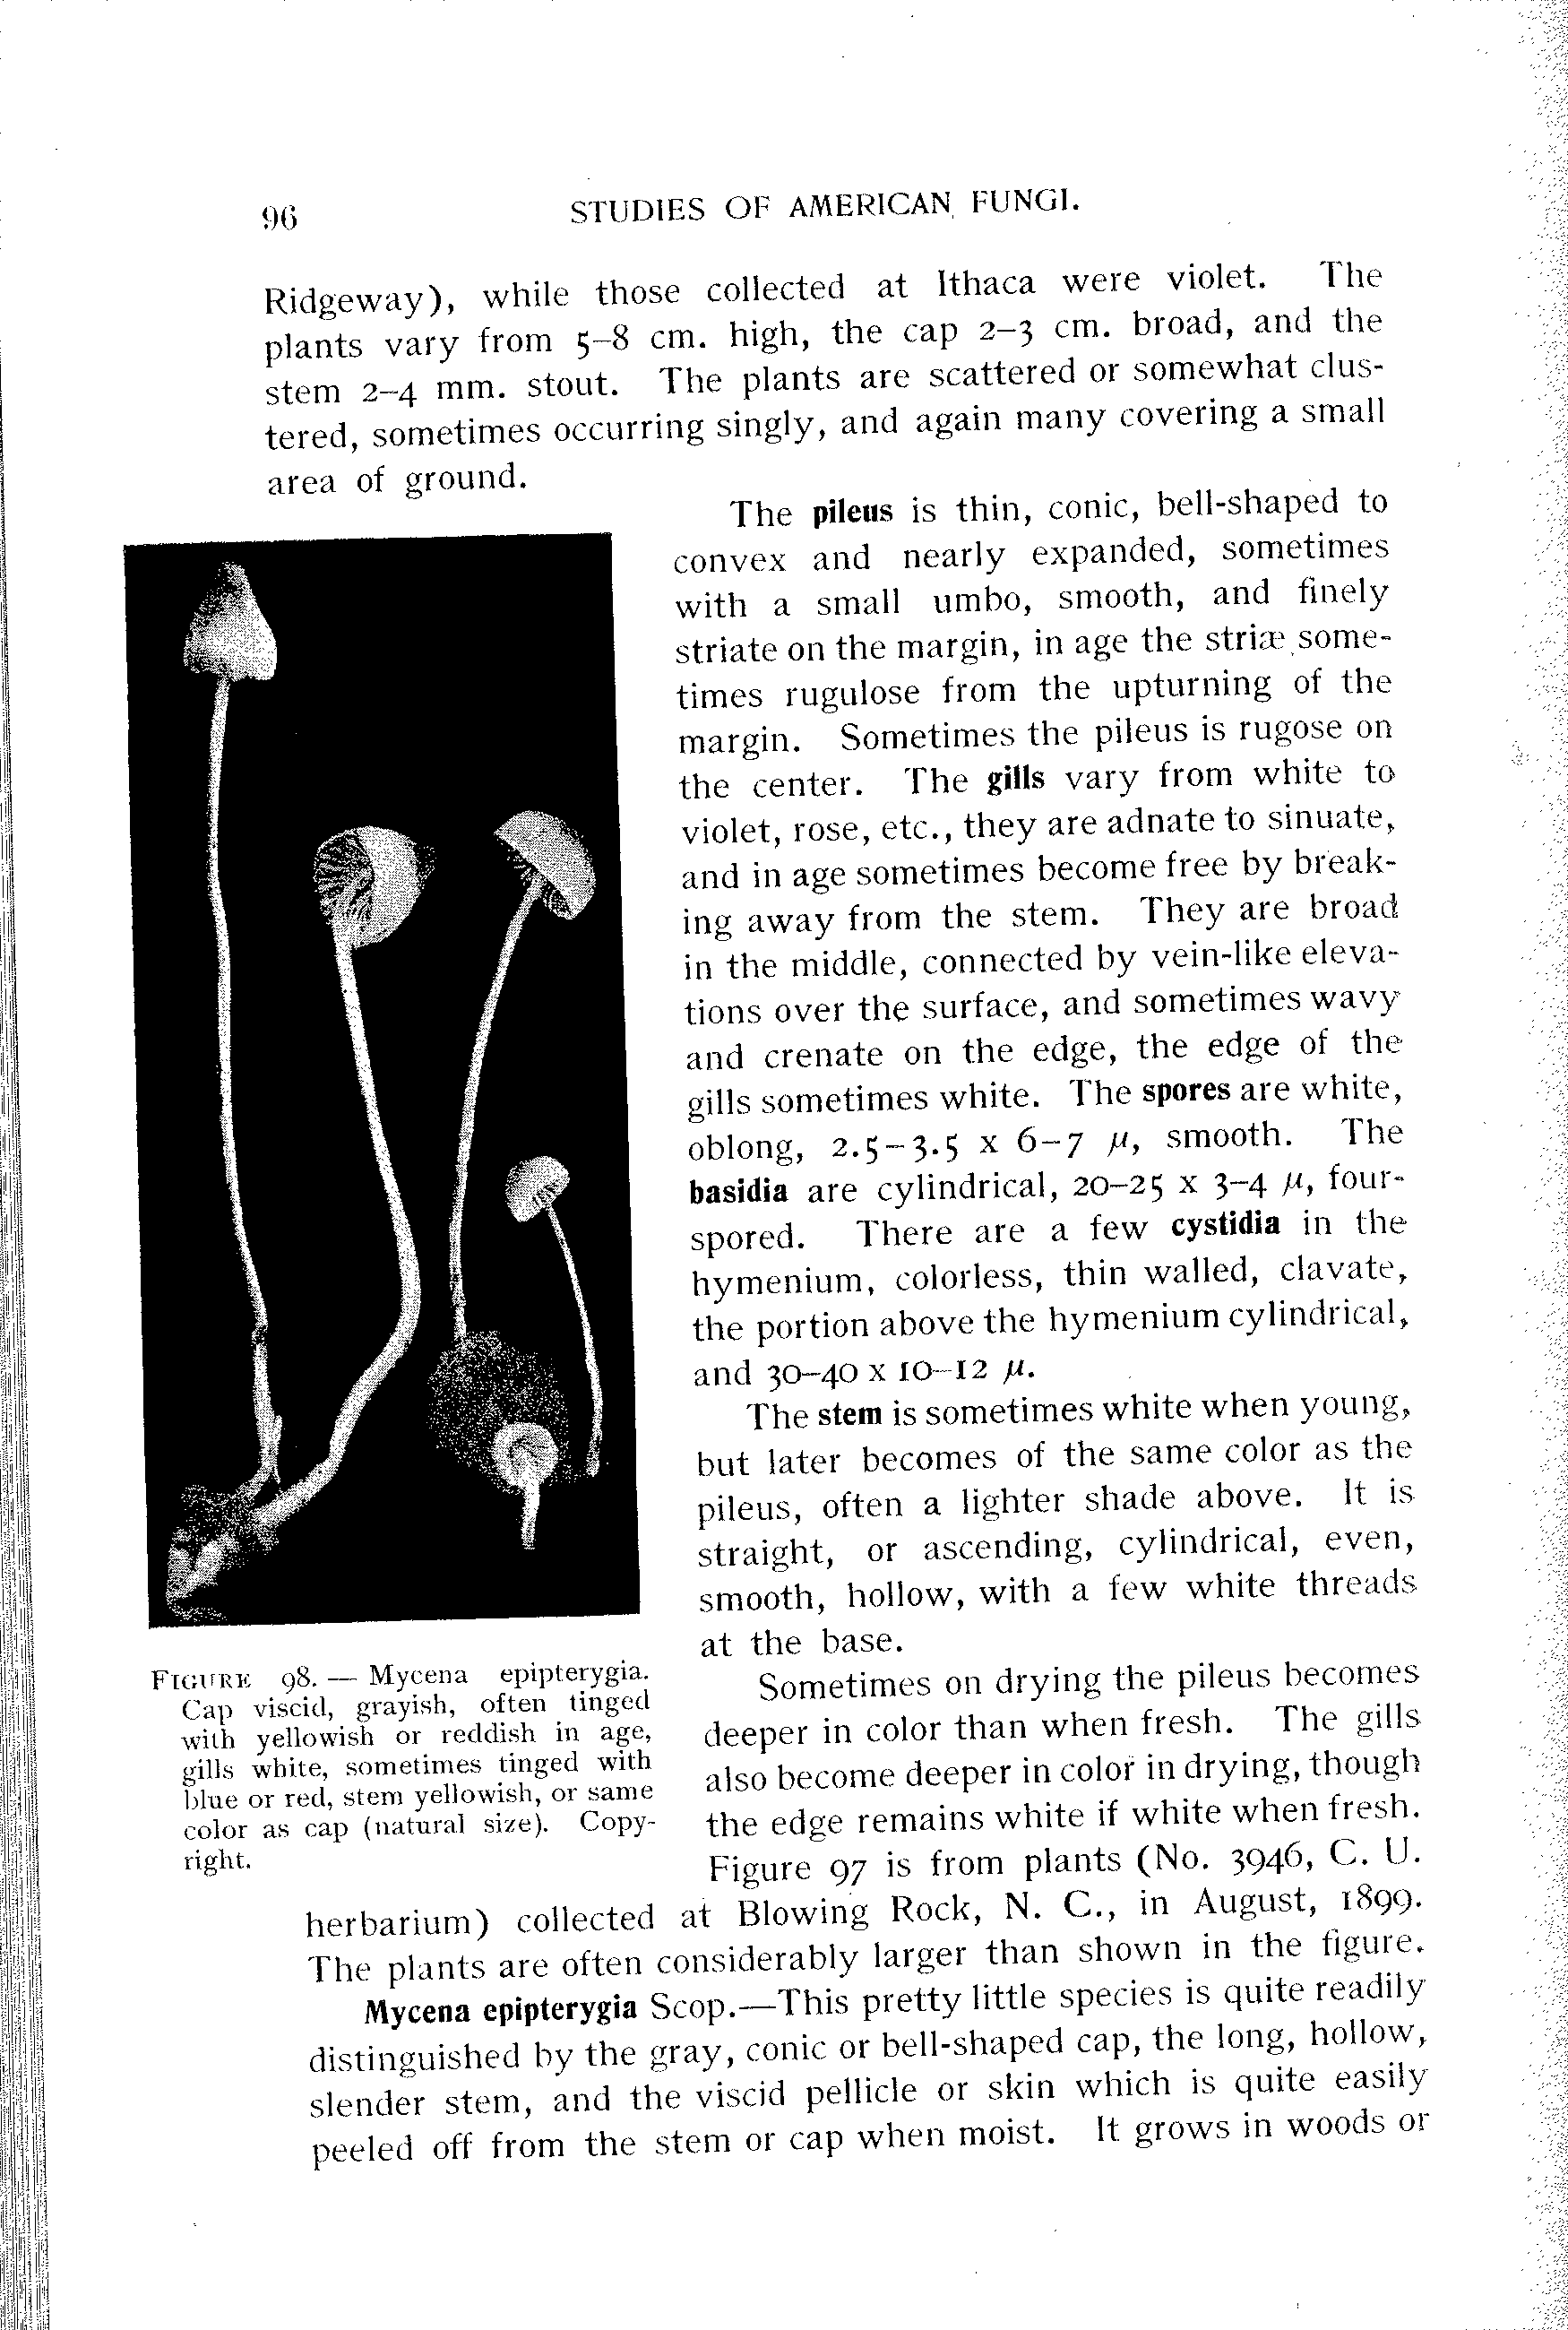 96
STUDIES OF AMERICAN FUNGI.
Ridgeway), while those collected at Ithaca were violet. The
plants vary from 5–8 cm. high, the cap 2–3 cm. broad, and the
stem 2–4 mm. stout. The plants are scattered or somewhat clus-
tered, sometimes occurring singly, and again many covering a small
area of ground.
The pileus is thin, conic, bell-shaped to
convex and nearly expanded, sometimes
with a small umbo, smooth, and finely
striate on the margin, in age the striæ some-
times rugulose from the upturning of the
margin. Sometimes the pileus is rugose on
the center. The gills vary from white to
violet, rose, etc., they are adnate to sinuate,
and in age sometimes become free by break-
ing away from the stem. They are broad
in the middle, connected by vein-like eleva-
tions over the surface, and sometimes wavy
and crenate on the edge, the edge of the
gills sometimes white. The spores are white,
oblong, 2.5–3.5 x 6–7 µ, smooth. The
basidia are cylindrical, 20–25 x 3–4 µ, four-
spored. There are a few cystidia in the
hymenium, colorless, thin walled, clavate,
the portion above the hymenium cylindrical,
and 30–40 x 10–12 µ.
The stem is sometimes white when young,
but later becomes of the same color as the
pileus, often a lighter shade above. It is
straight, or ascending, cylindrical, even,
smooth, hollow, with a few white threads
at the base.
Sometimes on drying the pileus becomes
deeper in color than when fresh. The gills
also become deeper in color in drying, though
the edge remains white if white when fresh.
Figure 97 is from plants (No. 3946, C. U.
FIGURE 98. — Mycena epipterygia.
Cap viscid, grayish, often tinged
with yellowish or reddish in age,
gills white, sometimes tinged with
blue or red, stem yellowish, or same
color as cap (natural size). Copy-
right.
herbarium) collected at Blowing Rock, N. C., in August, 1899.
The plants are often considerably larger than shown in the figure.
Mycena epipterygia Scop.—This pretty little species is quite readily
distinguished by the gray, conic or bell-shaped cap, the long, hollow,
slender stem, and the viscid pellicle or skin which is quite easily
peeled off from the stem or cap when moist. It grows in woods or